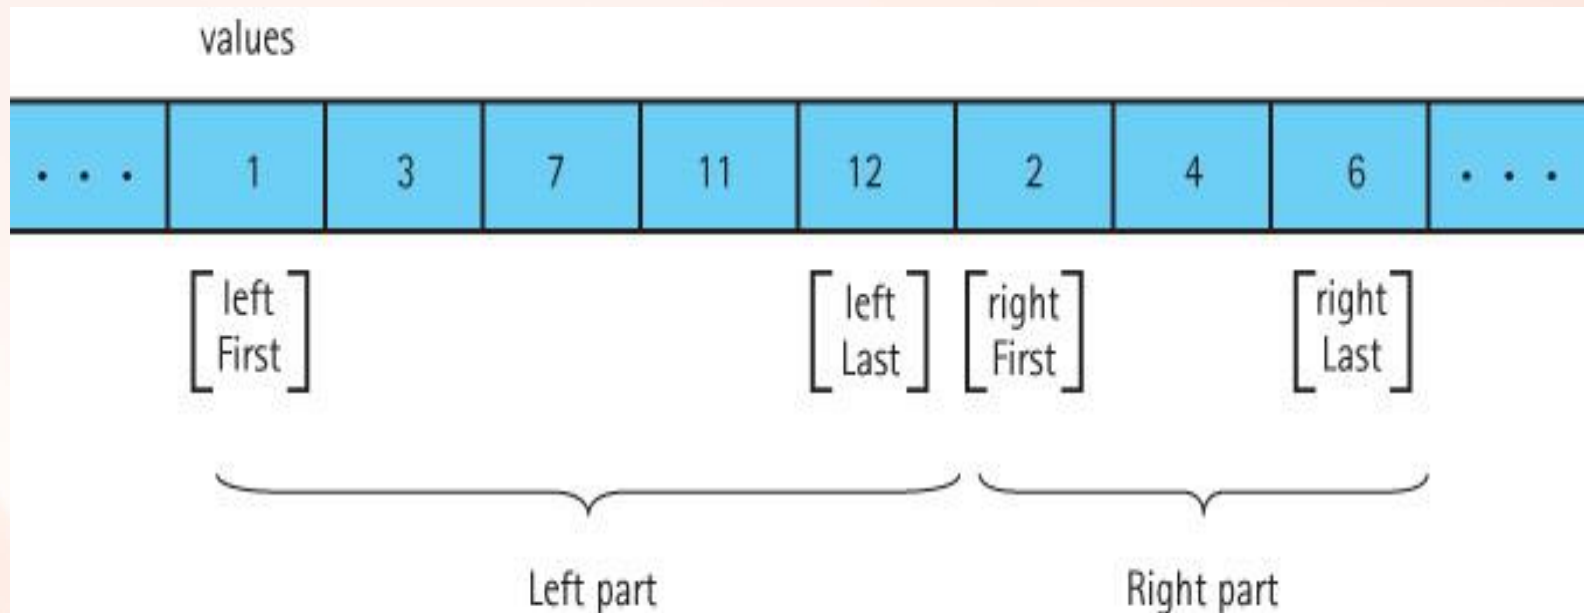 values
. . . 1 3 7 11 12 2 4 6 . . .
left left right right
First Last First Last
Left part Right part